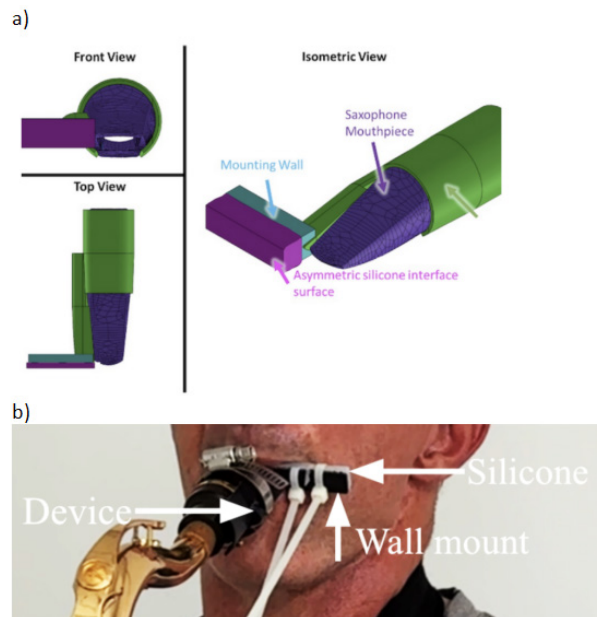 a)
Front View
Isometric View
Saxophone
Mouthpiece
Mounting Wall
Top View
Asymmetric silicone interface
surface
b)
Silicone
Device
Wall mount